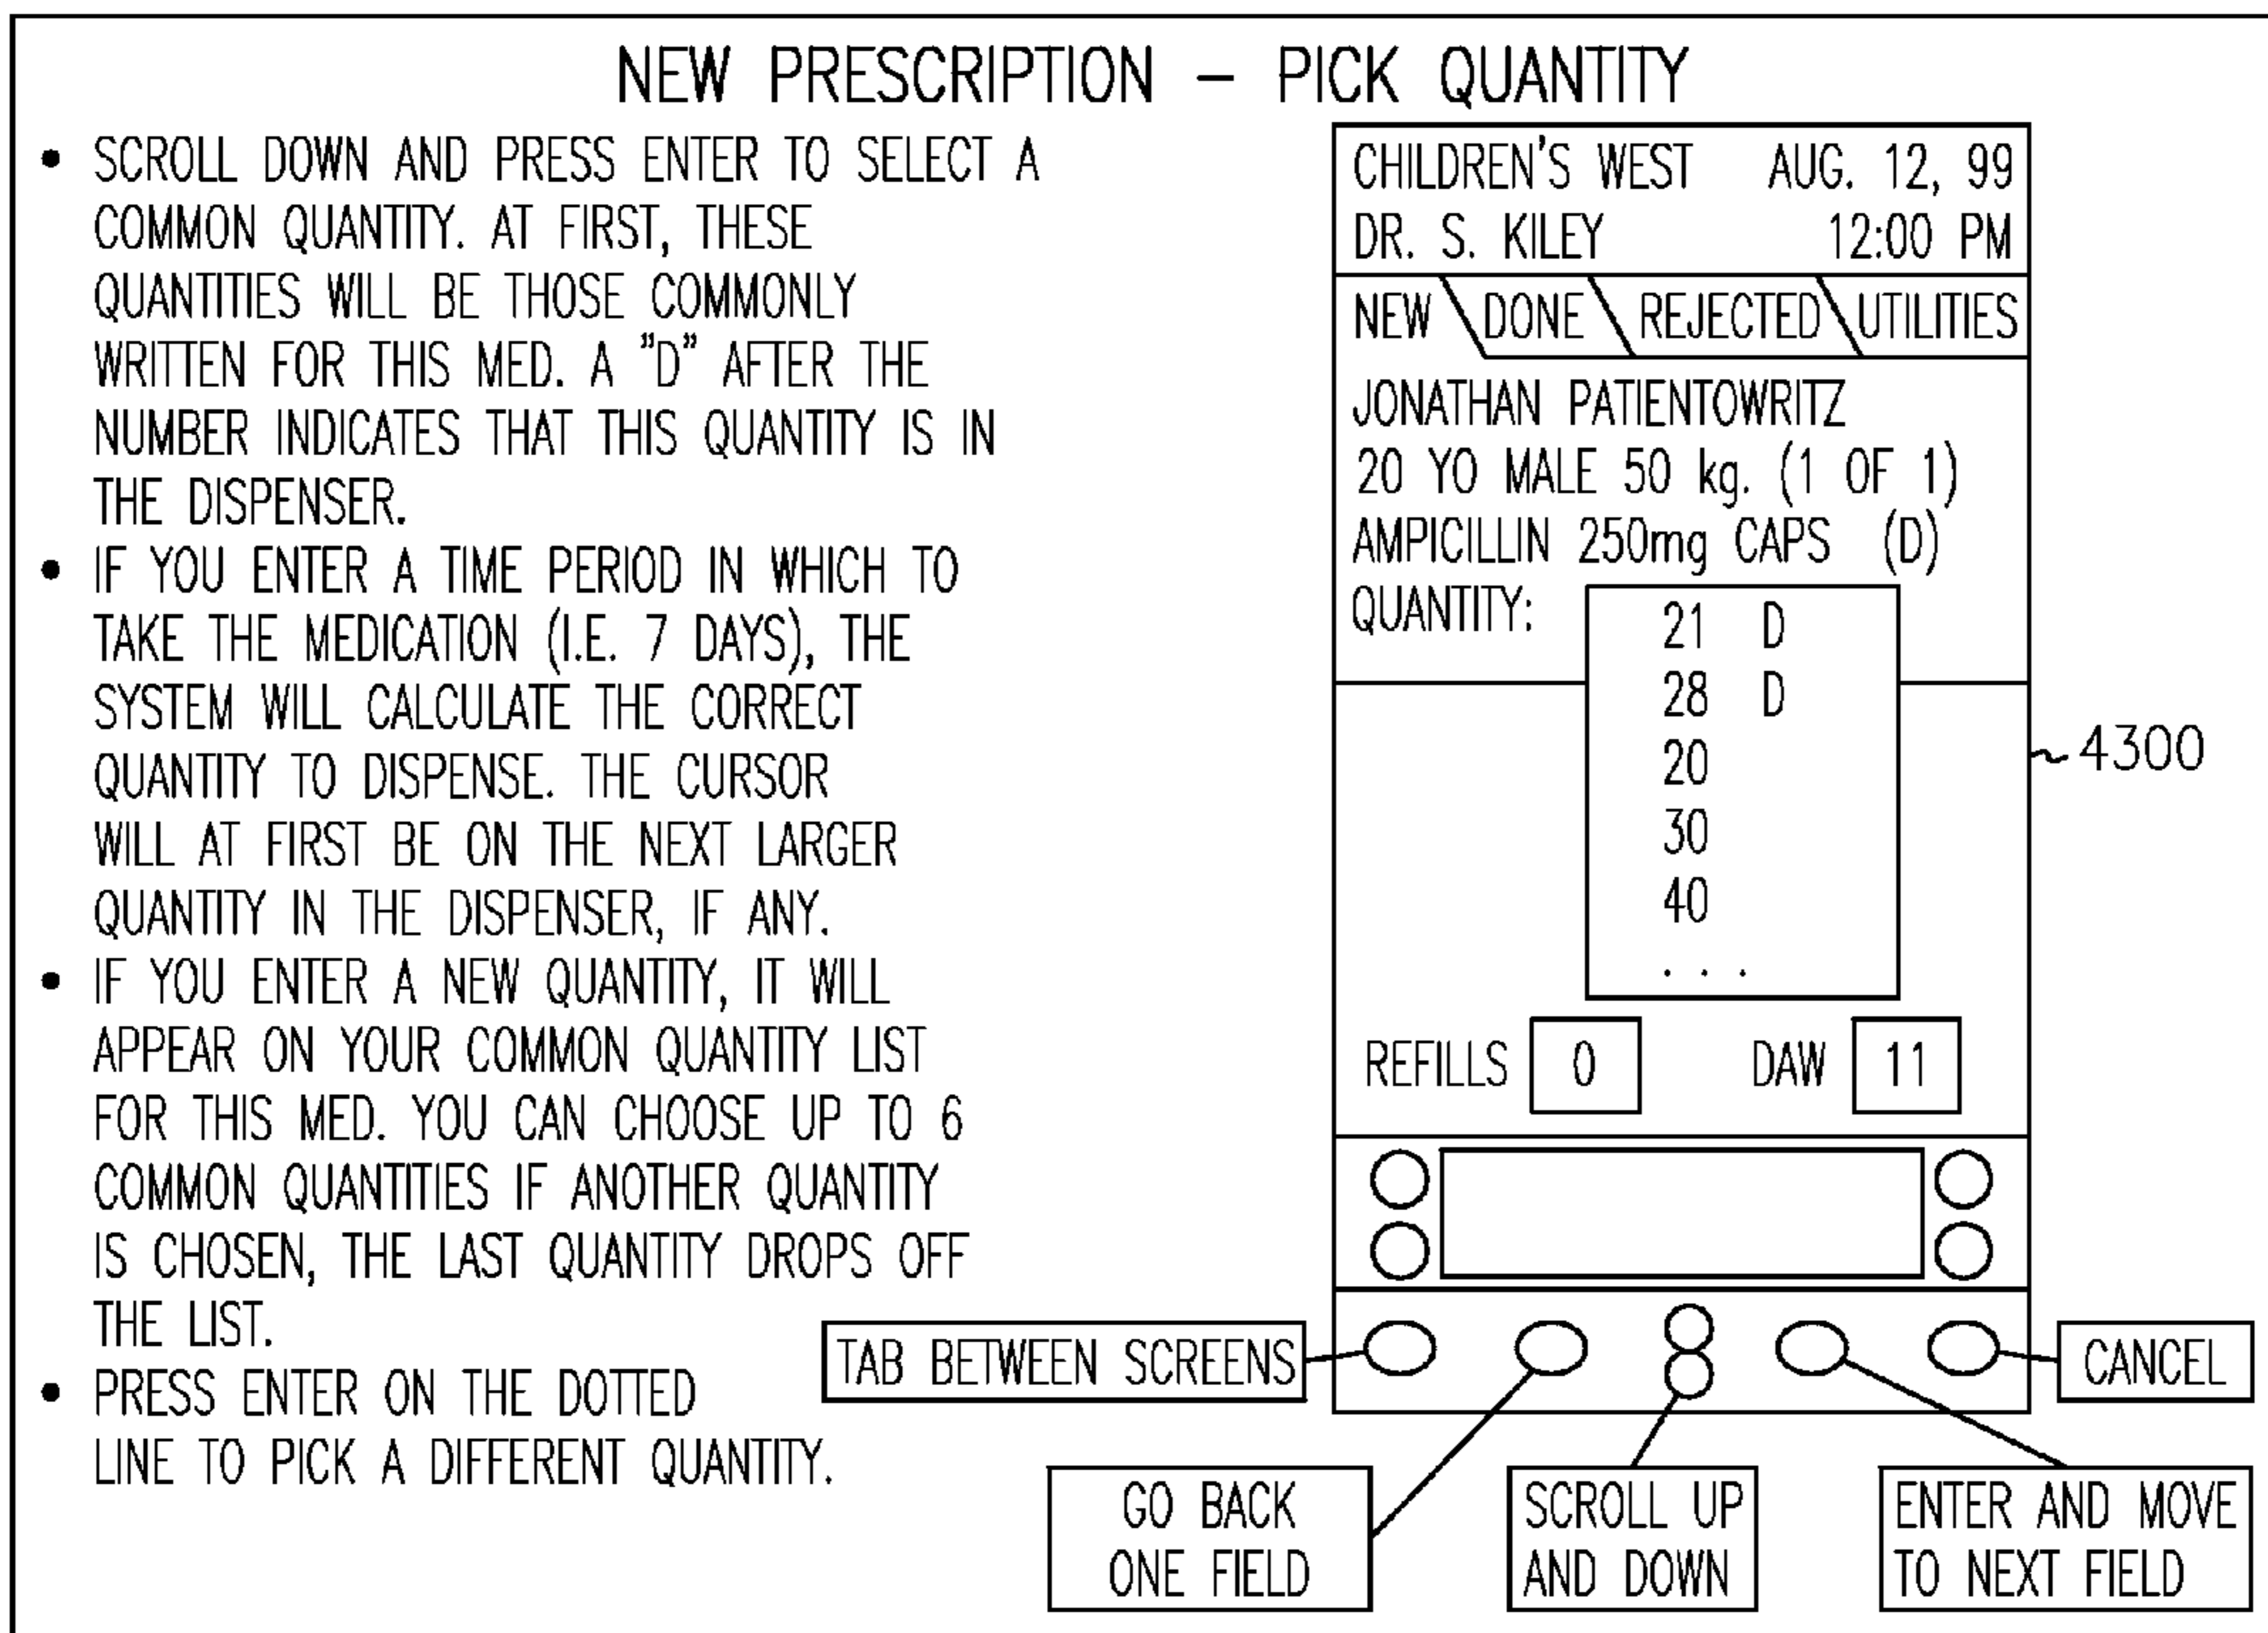 NEW PRESCRIPTION – PICK QUANTITY
• SCROLL DOWN AND PRESS ENTER TO SELECT A
COMMON QUANTITY. AT FIRST, THESE
QUANTITIES WILL BE THOSE COMMONLY
WRITTEN FOR THIS MED. A "D" AFTER THE
NUMBER INDICATES THAT THIS QUANTITY IS IN
THE DISPENSER.
• IF YOU ENTER A TIME PERIOD IN WHICH TO
TAKE THE MEDICATION (I.E. 7 DAYS), THE
SYSTEM WILL CALCULATE THE CORRECT
QUANTITY TO DISPENSE. THE CURSOR
WILL AT FIRST BE ON THE NEXT LARGER
QUANTITY IN THE DISPENSER, IF ANY.
• IF YOU ENTER A NEW QUANTITY, IT WILL
APPEAR ON YOUR COMMON QUANTITY LIST
FOR THIS MED. YOU CAN CHOOSE UP TO 6
COMMON QUANTITIES IF ANOTHER QUANTITY
IS CHOSEN, THE LAST QUANTITY DROPS OFF
THE LIST.
• PRESS ENTER ON THE DOTTED
LINE TO PICK A DIFFERENT QUANTITY.
CHILDREN'S WEST AUG. 12, 99
DR. S. KILEY 12:00 PM
NEW DONE REJECTED UTILITIES
JONATHAN PATIENTOWRITZ
20 YO MALE 50 kg. (1 OF 1)
AMPICILLIN 250mg CAPS (D)
QUANTITY:
21 D
28 D
20
30
40
. . .
4300
REFILLS 0 DAW 11
TAB BETWEEN SCREENS
CANCEL
GO BACK
ONE FIELD
SCROLL UP
AND DOWN
ENTER AND MOVE
TO NEXT FIELD